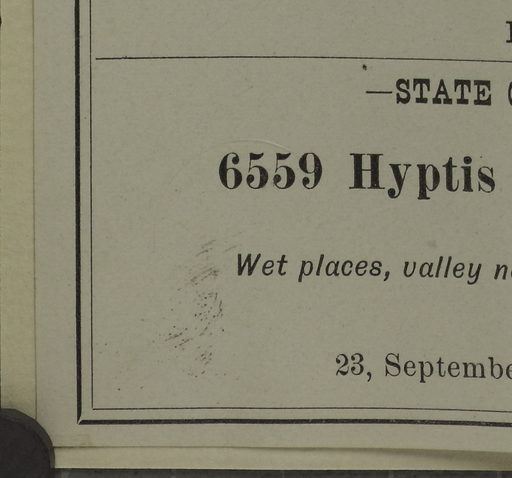 —STATE
6559 Hyptis
Wet places, valley
23, Septembe